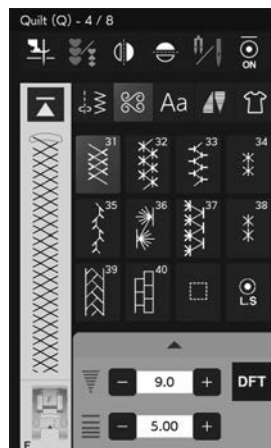 Quilt (Q) - 4 / 8
ON
Aa
31 32 33 34
35 36 37 38
39 40 L.S
9.0 DFT
5.00
F